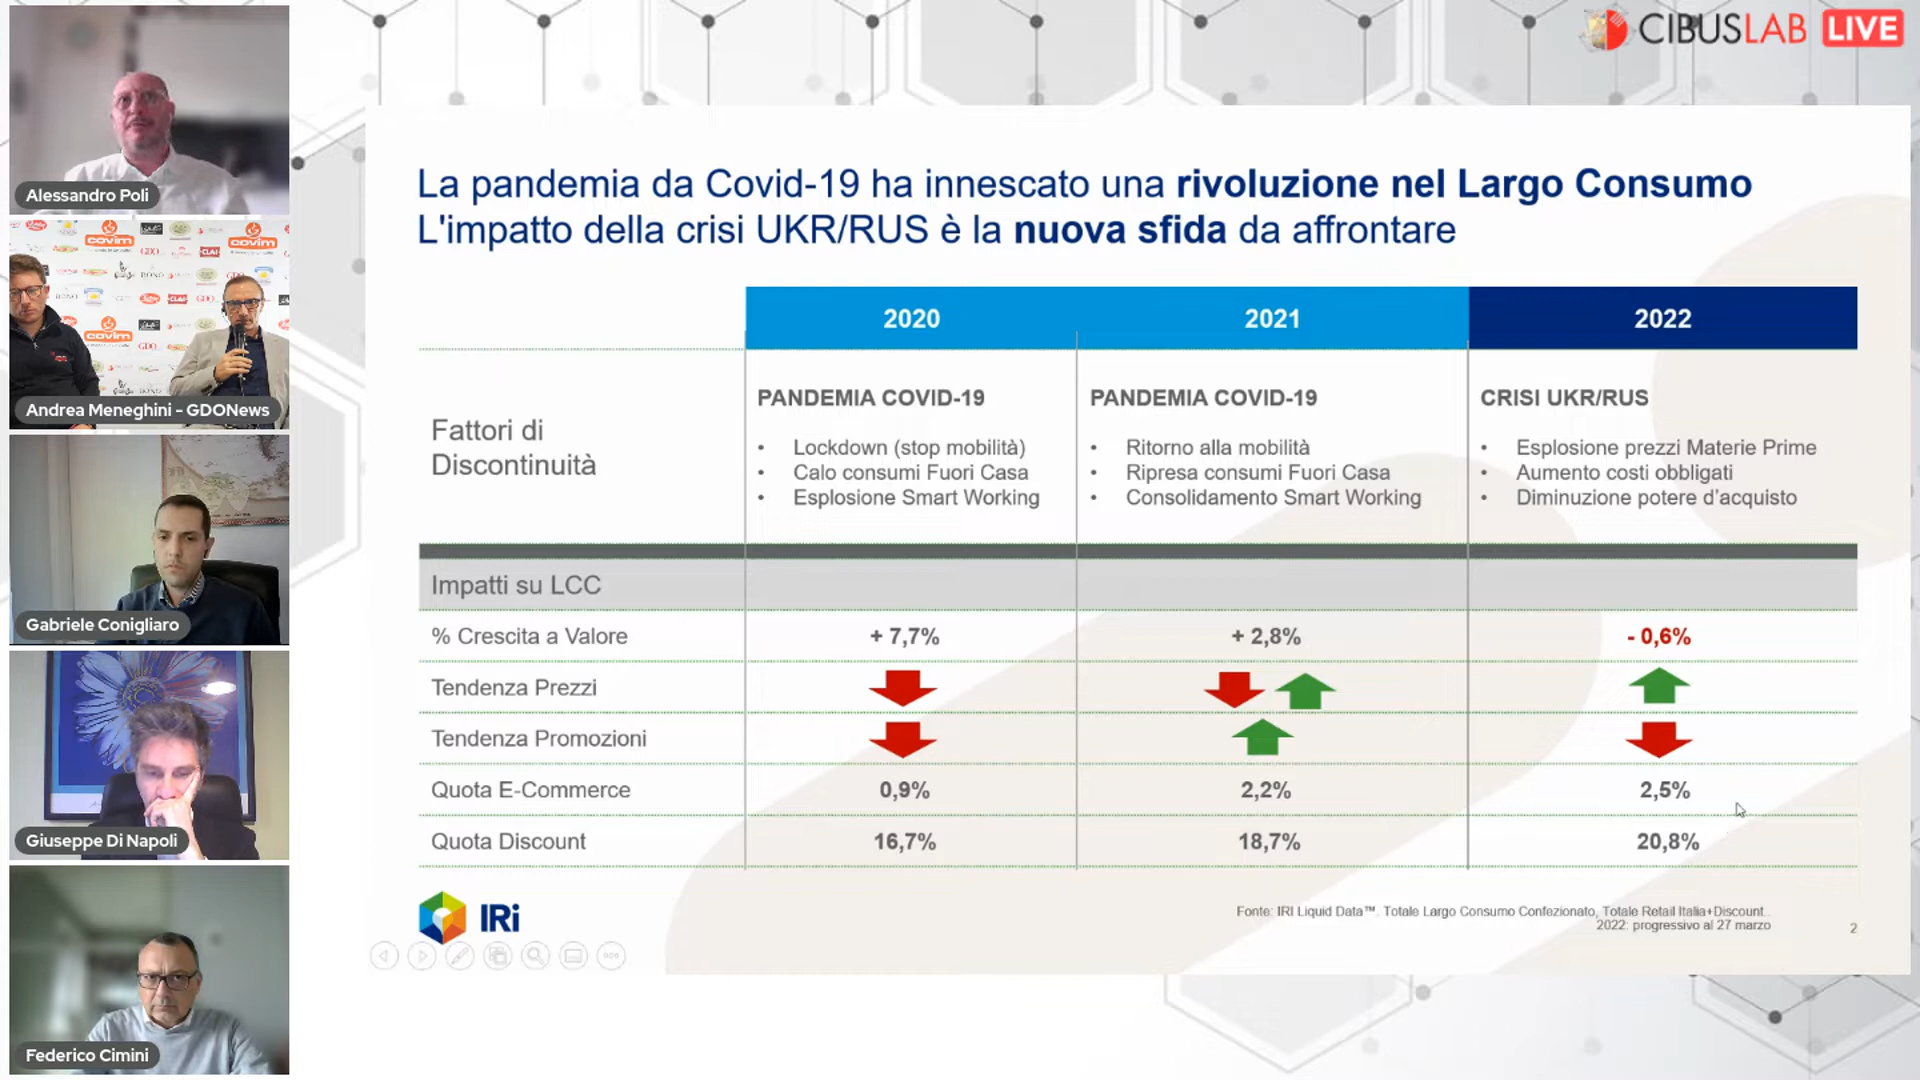 CIBUSLAB LIVE
Alessandro Poli
covim
covim
Andrea Meneghini - GDONews
Gabriele Conigliaro
Giuseppe Di Napoli
Federico Cimini
La pandemia da Covid-19 ha innescato una rivoluzione nel Largo Consumo
L'impatto della crisi UKR/RUS è la nuova sfida da affrontare
2020 2021 2022
Fattori di
Discontinuità
PANDEMIA COVID-19
• Lockdown (stop mobilità)
• Calo consumi Fuori Casa
• Esplosione Smart Working
PANDEMIA COVID-19
• Ritorno alla mobilità
• Ripresa consumi Fuori Casa
• Consolidamento Smart Working
CRISI UKR/RUS
• Esplosione prezzi Materie Prime
• Aumento costi obbligati
• Diminuzione potere d'acquisto
Impatti su LCC
% Crescita a Valore + 7,7% + 2,8% - 0,6%
Tendenza Prezzi
Tendenza Promozioni
Quota E-Commerce 0,9% 2,2% 2,5%
Quota Discount 16,7% 18,7% 20,8%
IRi
Fonte: IRI Liquid Data™. Totale Largo Consumo Confezionato, Totale Retail Italia+Discount.
2022: progressivo al 27 marzo
2